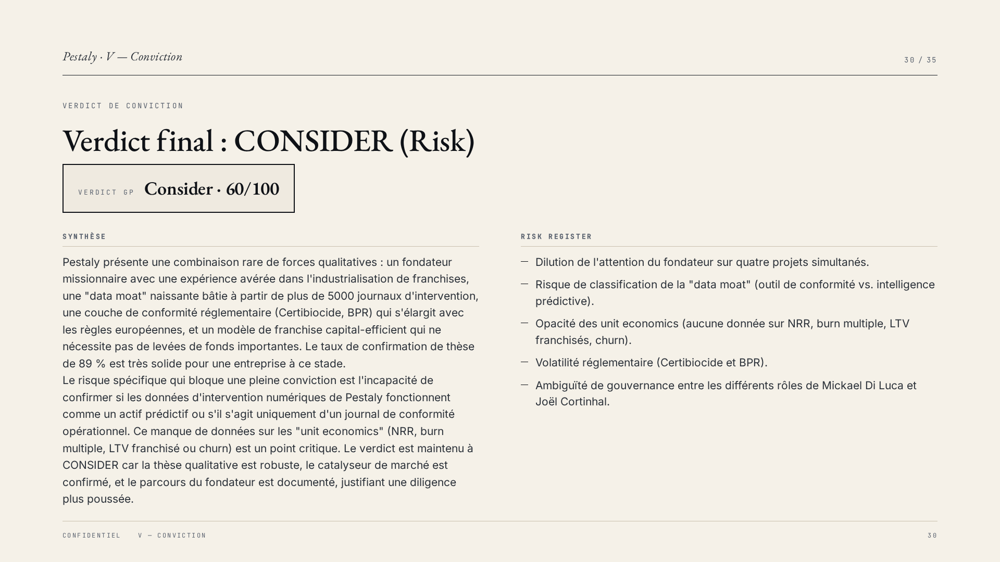 Pestaly · V — Conviction
30 / 35
VERDICT DE CONVICTION
Verdict final : CONSIDER (Risk)
VERDICT GP Consider · 60/100
SYNTHÈSE
Pestaly présente une combinaison rare de forces qualitatives : un fondateur
missionnaire avec une expérience avérée dans l'industrialisation de franchises,
une "data moat" naissante bâtie à partir de plus de 5000 journaux d'intervention,
une couche de conformité réglementaire (Certibiocide, BPR) qui s'élargit avec
les règles européennes, et un modèle de franchise capital-efficient qui ne
nécessite pas de levées de fonds importantes. Le taux de confirmation de thèse
de 89 % est très solide pour une entreprise à ce stade.
Le risque spécifique qui bloque une pleine conviction est l'incapacité de
confirmer si les données d'intervention numériques de Pestaly fonctionnent
comme un actif prédictif ou s'il s'agit uniquement d'un journal de conformité
opérationnel. Ce manque de données sur les "unit economics" (NRR, burn
multiple, LTV franchisé ou churn) est un point critique. Le verdict est maintenu à
CONSIDER car la thèse qualitative est robuste, le catalyseur de marché est
confirmé, et le parcours du fondateur est documenté, justifiant une diligence
plus poussée.
RISK REGISTER
— Dilution de l'attention du fondateur sur quatre projets simultanés.
— Risque de classification de la "data moat" (outil de conformité vs. intelligence
prédictive).
— Opacité des unit economics (aucune donnée sur NRR, burn multiple, LTV
franchisés, churn).
— Volatilité réglementaire (Certibiocide et BPR).
— Ambiguïté de gouvernance entre les différents rôles de Mickael Di Luca et
Joël Cortinhal.
CONFIDENTIEL V — CONVICTION
30